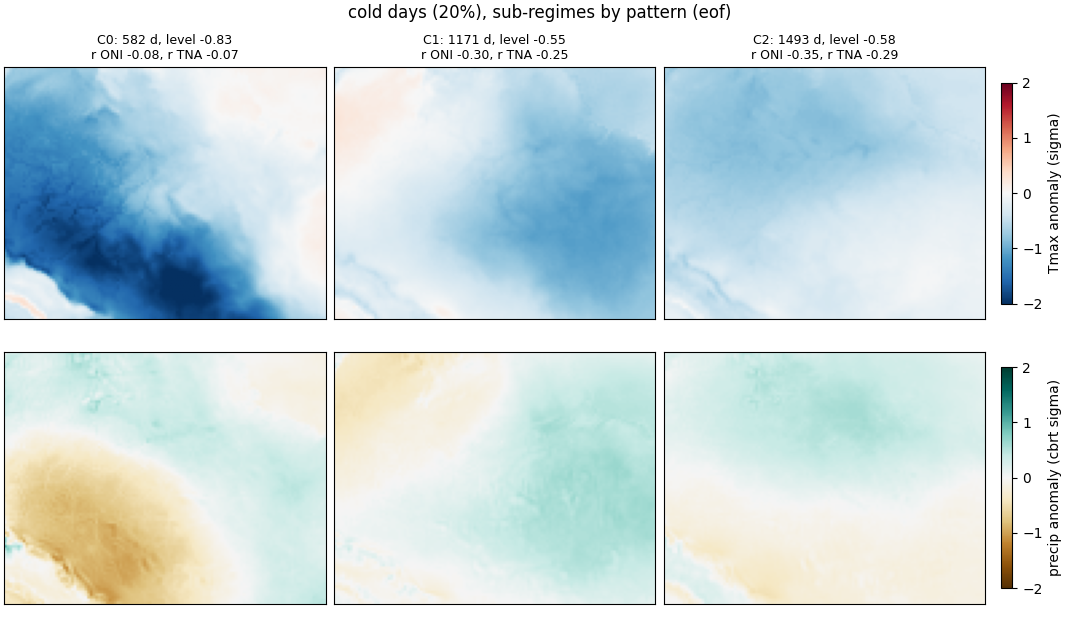 cold days (20%), sub-regimes by pattern (eof)
C0: 582 d, level -0.83
r ONI -0.08, r TNA -0.07
C1: 1171 d, level -0.55
r ONI -0.30, r TNA -0.25
C2: 1493 d, level -0.58
r ONI -0.35, r TNA -0.29
2
1
0
−1
−2
Tmax anomaly (sigma)
2
1
0
−1
−2
precip anomaly (cbrt sigma)